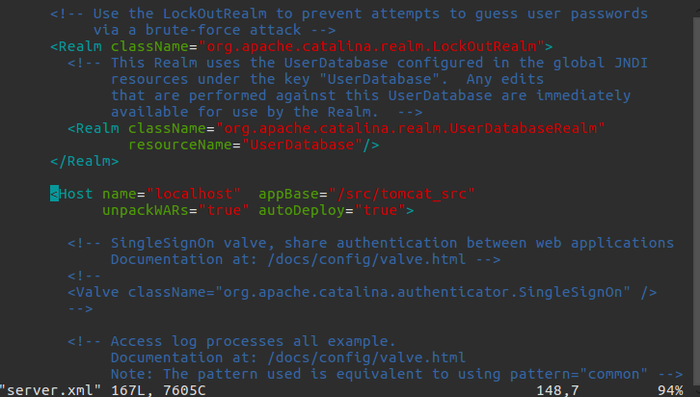 <!-- Use the LockOutRealm to prevent attempts to guess user passwords
via a brute-force attack -->
<Realm className="org.apache.catalina.realm.LockOutRealm">
<!-- This Realm uses the UserDatabase configured in the global JNDI
resources under the key "UserDatabase".  Any edits
that are performed against this UserDatabase are immediately
available for use by the Realm.  -->
<Realm className="org.apache.catalina.realm.UserDatabaseRealm"
resourceName="UserDatabase"/>
</Realm>
<Host name="localhost"  appBase="/src/tomcat_src"
unpackWARs="true" autoDeploy="true">
<!-- SingleSignOn valve, share authentication between web applications
Documentation at: /docs/config/valve.html -->
<!--
<Valve className="org.apache.catalina.authenticator.SingleSignOn" />
-->
<!-- Access log processes all example.
Documentation at: /docs/config/valve.html
Note: The pattern used is equivalent to using pattern="common" -->
"server.xml" 167L, 7605C 148,7 94%